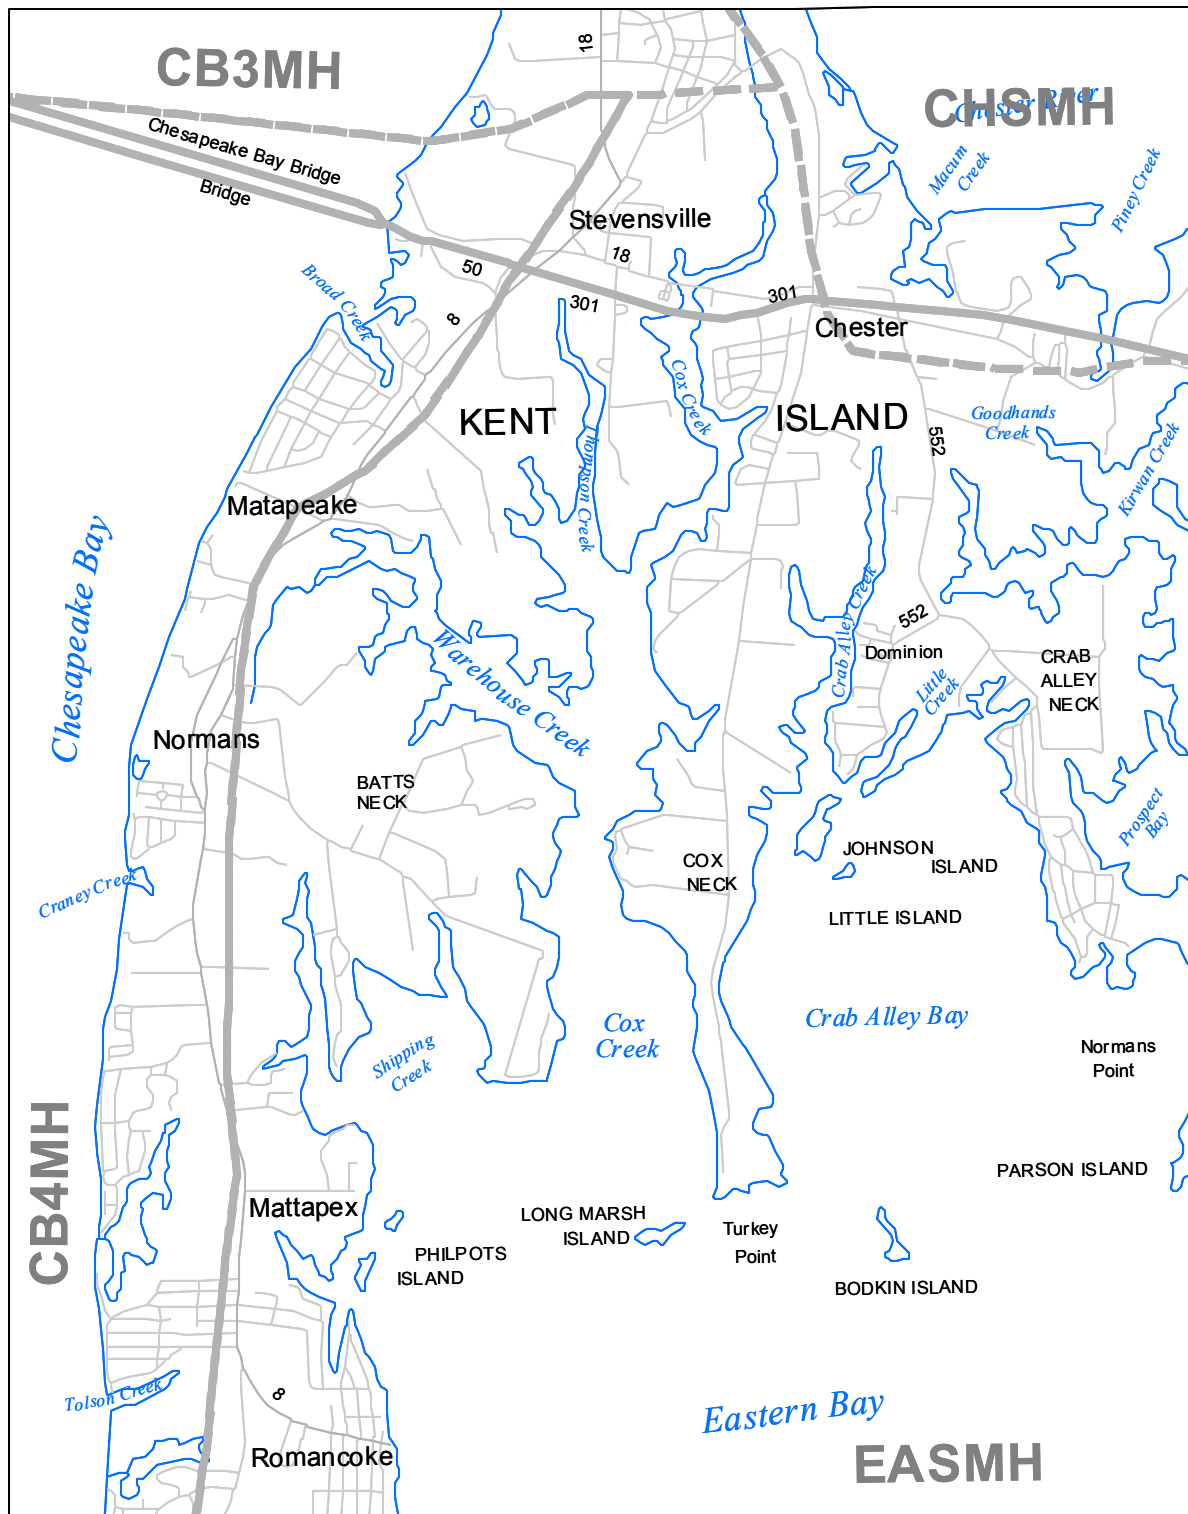 18
CB3MH
CHSMH
Chester River
Chesapeake Bay Bridge
Bridge
Macum
Creek
Piney Creek
Stevensville
18
50
301
301
8
Broad Creek
Chester
Cox Creek
KENT
ISLAND
Goodhands
Creek
552
Thompson Creek
Kirwan Creek
Matapeake
Chesapeake Bay
Crab Alley Creek
552
Dominion
Warehouse Creek
Little
Creek
CRAB
ALLEY
NECK
Normans
BATTS
NECK
Prospect
Bay
COX
NECK
JOHNSON
ISLAND
Craney Creek
LITTLE ISLAND
Cox
Creek
Crab Alley Bay
Shipping
Creek
Normans
Point
CB4MH
PARSON ISLAND
Mattapex
LONG MARSH
ISLAND
Turkey
Point
PHILPOTS
ISLAND
BODKIN ISLAND
Tolson Creek
8
Eastern Bay
Romancoke
EASMH